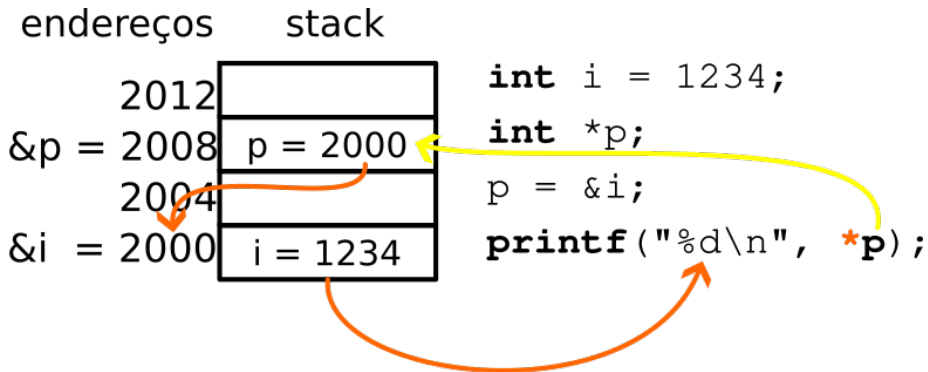 endereços stack
2012
&p = 2008 p = 2000
2004
&i = 2000 i = 1234
int i = 1234;
int *p;
p = &i;
printf("%d\n", *p);